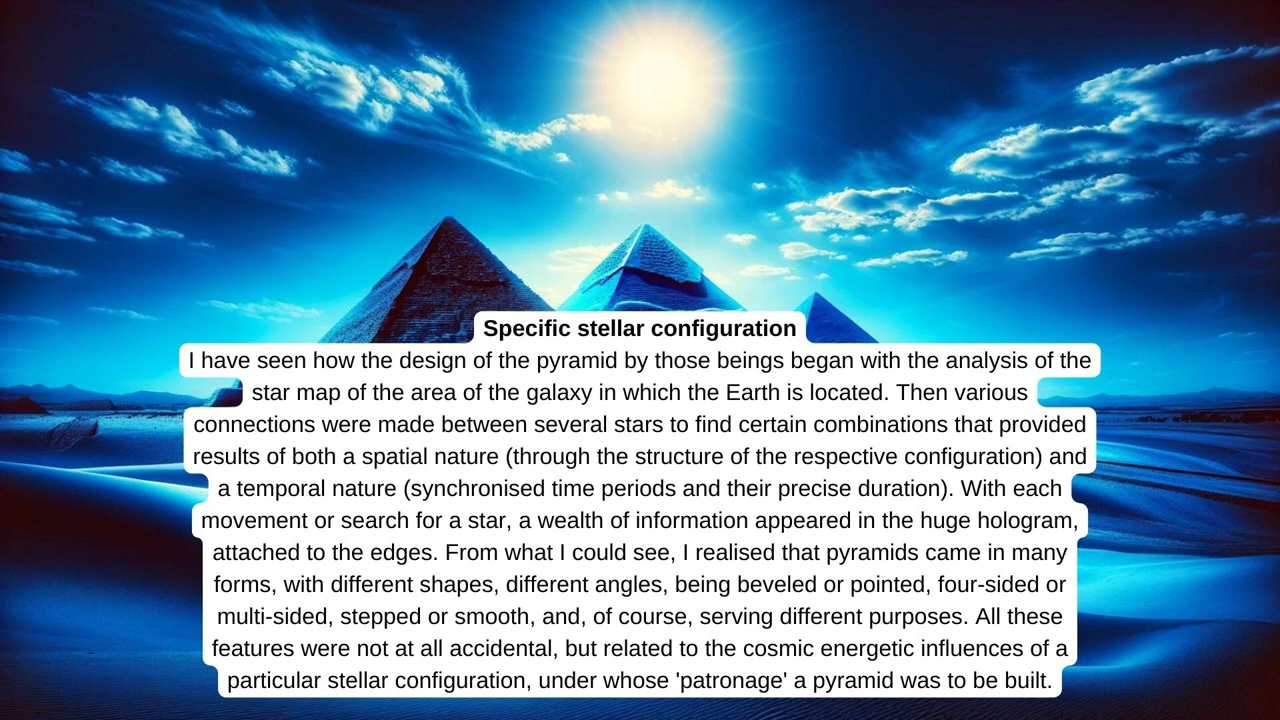 Specific stellar configuration
I have seen how the design of the pyramid by those beings began with the analysis of the
star map of the area of the galaxy in which the Earth is located. Then various
connections were made between several stars to find certain combinations that provided
results of both a spatial nature (through the structure of the respective configuration) and
a temporal nature (synchronised time periods and their precise duration). With each
movement or search for a star, a wealth of information appeared in the huge hologram,
attached to the edges. From what I could see, I realised that pyramids came in many
forms, with different shapes, different angles, being beveled or pointed, four-sided or
multi-sided, stepped or smooth, and, of course, serving different purposes. All these
features were not at all accidental, but related to the cosmic energetic influences of a
particular stellar configuration, under whose 'patronage' a pyramid was to be built.